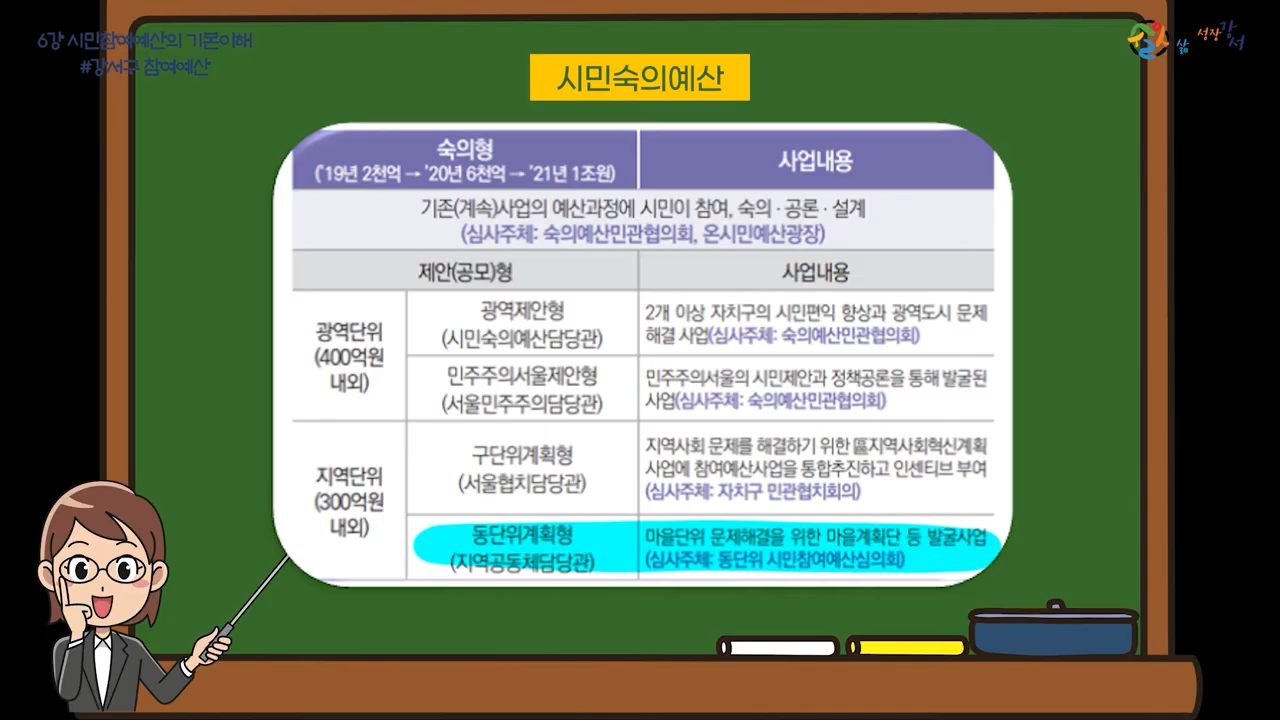 6강 시민참여예산의 기본이해
#강서구 참여예산
삶 성장강서
시민숙의예산
숙의형
('19년 2천억 → '20년 6천억 → '21년 1조원)
사업내용
기존(계속)사업의 예산과정에 시민이 참여, 숙의 · 공론 · 설계
(심사주체: 숙의예산민관협의회, 온시민예산광장)
제안(공모)형
사업내용
광역단위
(400억원
내외)
광역제안형
(시민숙의예산담당관)
2개 이상 자치구의 시민편익 향상과 광역도시 문제
해결 사업(심사주체: 숙의예산민관협의회)
민주주의서울제안형
(서울민주주의담당관)
민주주의서울의 시민제안과 정책공론을 통해 발굴된
사업(심사주체: 숙의예산민관협의회)
지역단위
(300억원
내외)
구단위계획형
(서울협치담당관)
지역사회 문제를 해결하기 위한 區지역사회혁신계획
사업에 참여예산사업을 통합추진하고 인센티브 부여
(심사주체: 자치구 민관협치회의)
동단위계획형
(지역공동체담당관)
마을단위 문제해결을 위한 마을계획단 등 발굴사업
(심사주체: 동단위 시민참여예산심의회)